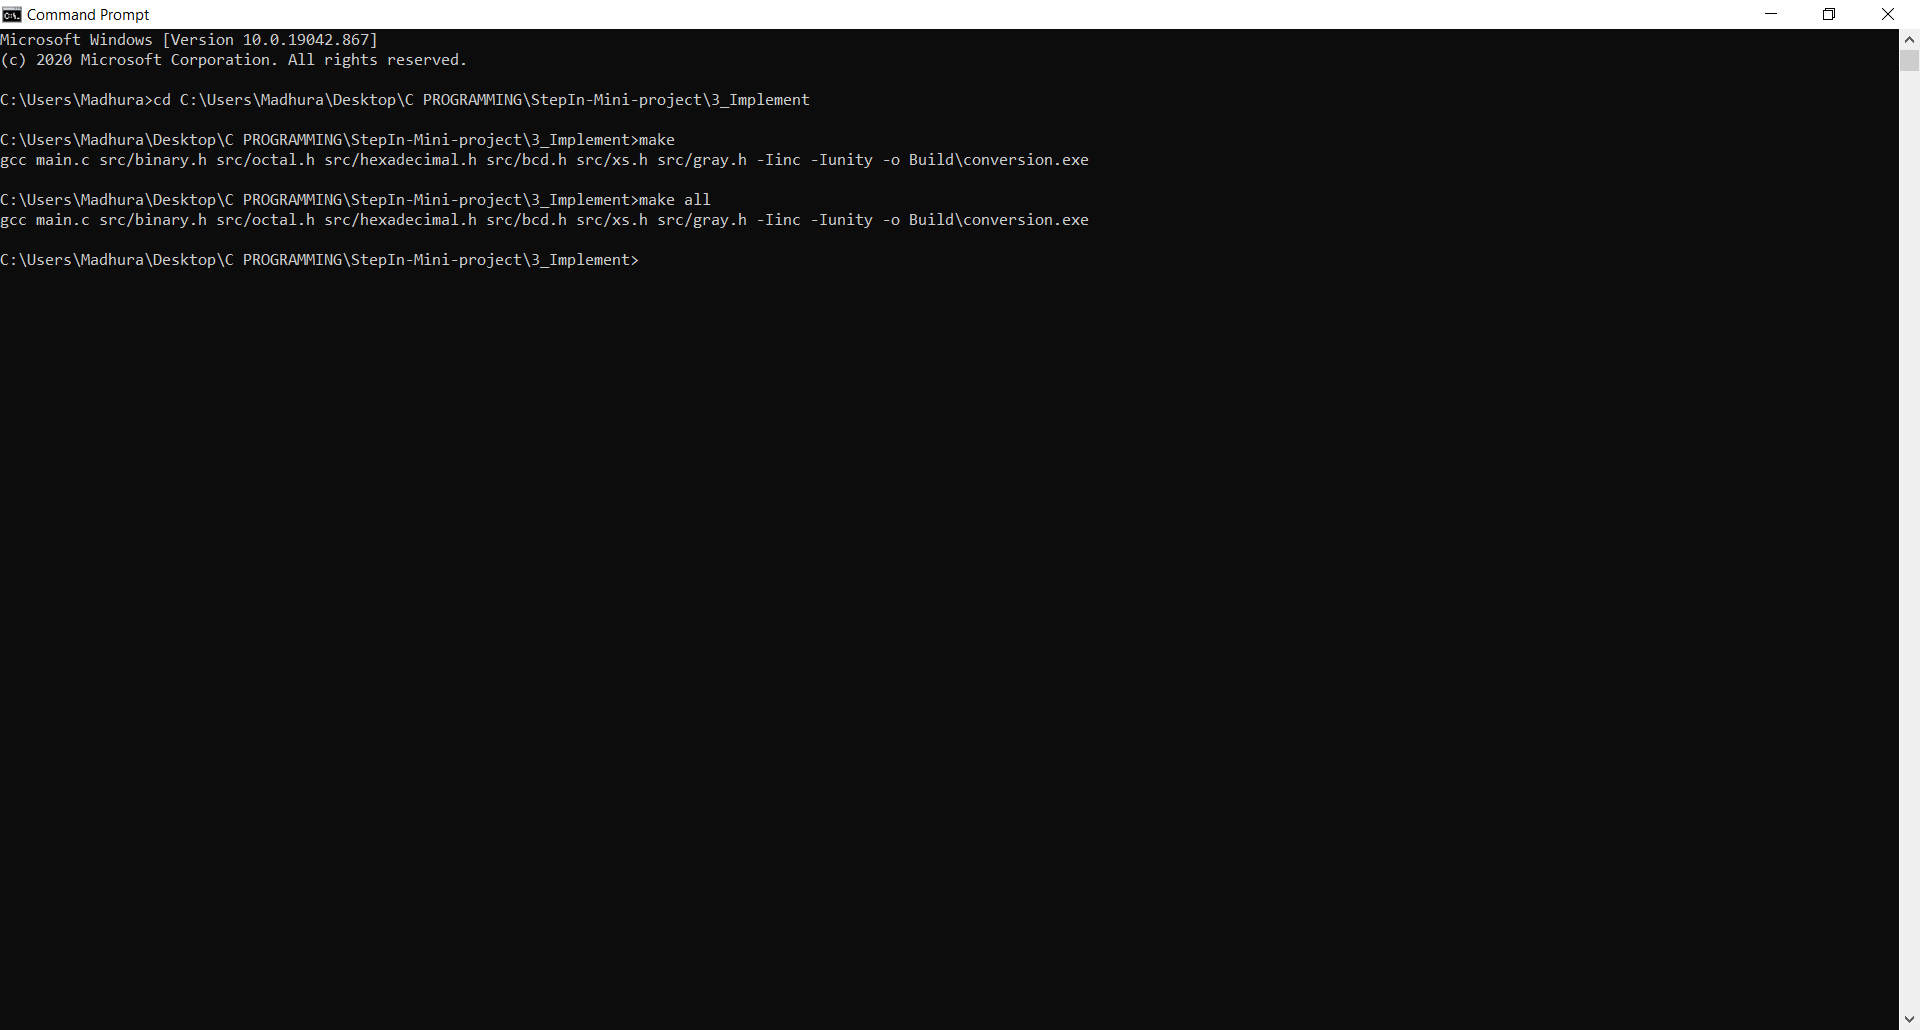 Command Prompt
Microsoft Windows [Version 10.0.19042.867]
(c) 2020 Microsoft Corporation. All rights reserved.
C:\Users\Madhura>cd C:\Users\Madhura\Desktop\C PROGRAMMING\StepIn-Mini-project\3_Implement
C:\Users\Madhura\Desktop\C PROGRAMMING\StepIn-Mini-project\3_Implement>make
gcc main.c src/binary.h src/octal.h src/hexadecimal.h src/bcd.h src/xs.h src/gray.h -Iinc -Iunity -o Build\conversion.exe
C:\Users\Madhura\Desktop\C PROGRAMMING\StepIn-Mini-project\3_Implement>make all
gcc main.c src/binary.h src/octal.h src/hexadecimal.h src/bcd.h src/xs.h src/gray.h -Iinc -Iunity -o Build\conversion.exe
C:\Users\Madhura\Desktop\C PROGRAMMING\StepIn-Mini-project\3_Implement>